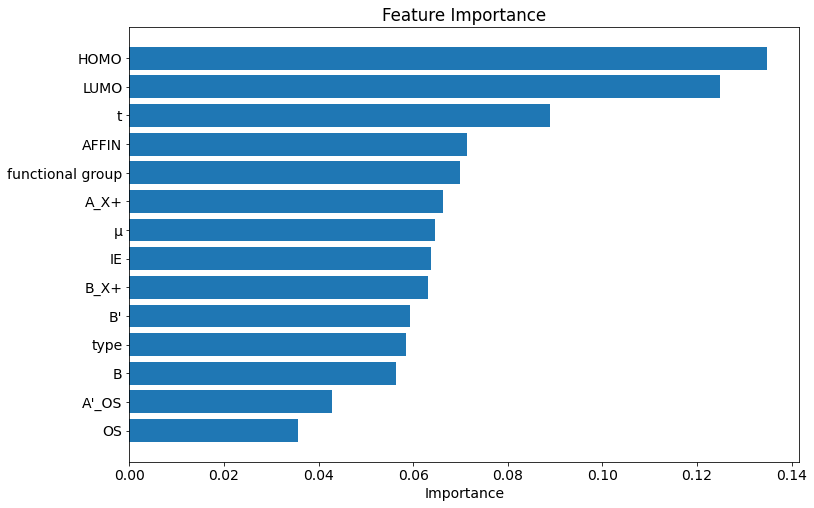 Feature Importance
HOMO
LUMO
t
AFFIN
functional group
A_X+
μ
IE
B_X+
B'
type
B
A'_OS
OS
0.00 0.02 0.04 0.06 0.08 0.10 0.12 0.14
Importance